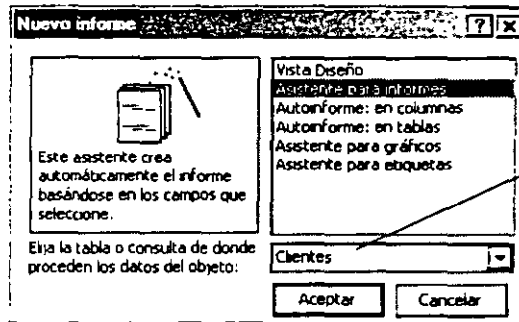 Nuevo informe
Vista Diseño
Asistente para informes
Autoinforme: en columnas
Autoinforme: en tablas
Asistente para gráficos
Asistente para etiquetas
Este asistente crea
automáticamente el informe
basándose en los campos que
seleccione.
Elija la tabla o consulta de donde
proceden los datos del objeto:
Clientes
Aceptar
Cancelar